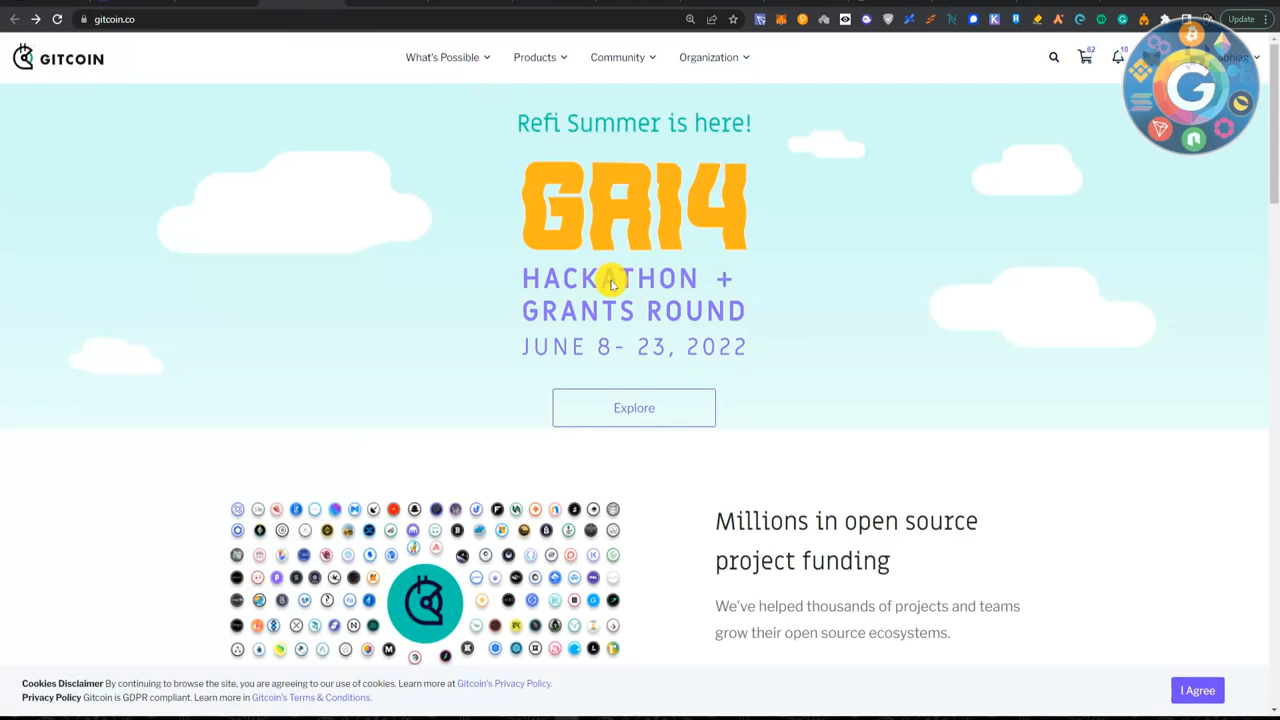 gitcoin.co
Update
GITCOIN
What's Possible
Products
Community
Organization
62
10
Refi Summer is here!
GR14
HACKATHON +
GRANTS ROUND
JUNE 8- 23, 2022
Explore
Millions in open source
project funding
We've helped thousands of projects and teams
grow their open source ecosystems.
Cookies Disclaimer By continuing to browse the site, you are agreeing to our use of cookies. Learn more at Gitcoin's Privacy Policy.
Privacy Policy Gitcoin is GDPR compliant. Learn more in Gitcoin's Terms & Conditions.
I Agree